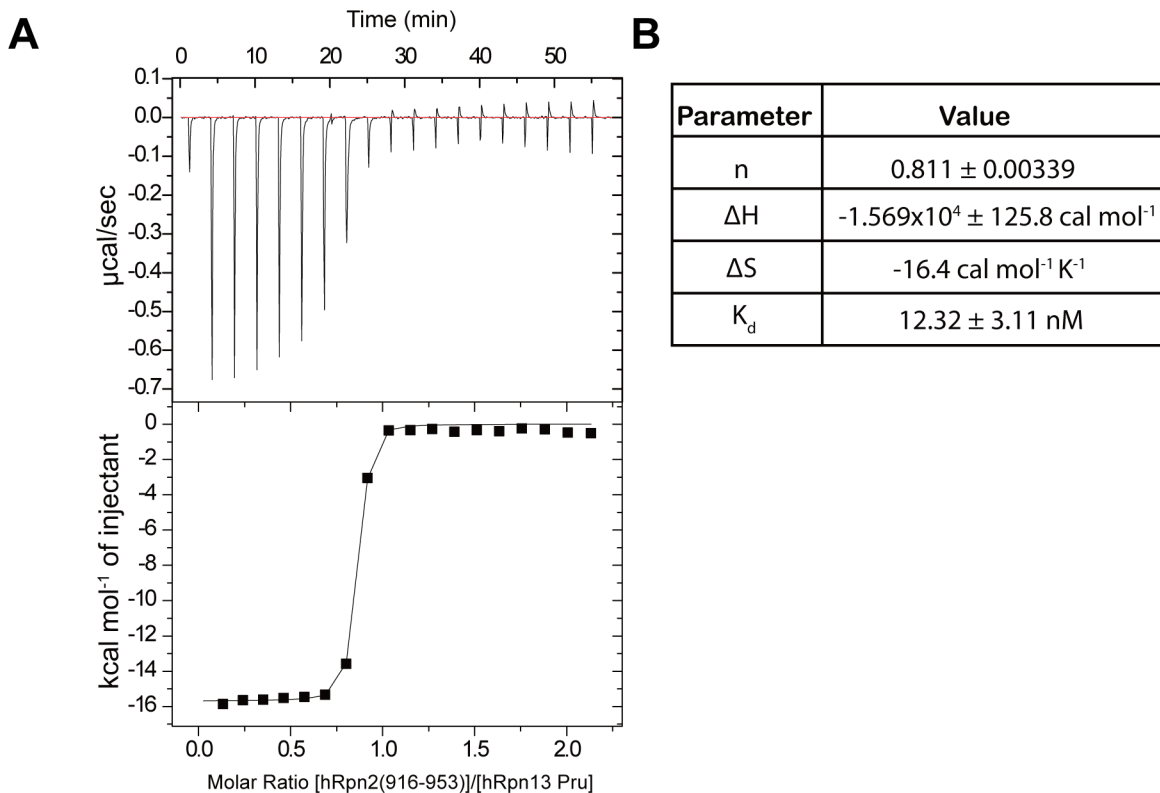 A
Time (min)
0 10 20 30 40 50
0.1
0.0
-0.1
-0.2
-0.3
-0.4
-0.5
-0.6
-0.7
µcal/sec
0
-2
-4
-6
-8
-10
-12
-14
-16
kcal mol⁻¹ of injectant
0.0 0.5 1.0 1.5 2.0
Molar Ratio [hRpn2(916-953)]/[hRpn13 Pru]
B
Parameter Value
n 0.811 ± 0.00339
ΔH -1.569x10⁴ ± 125.8 cal mol⁻¹
ΔS -16.4 cal mol⁻¹ K⁻¹
K_d 12.32 ± 3.11 nM